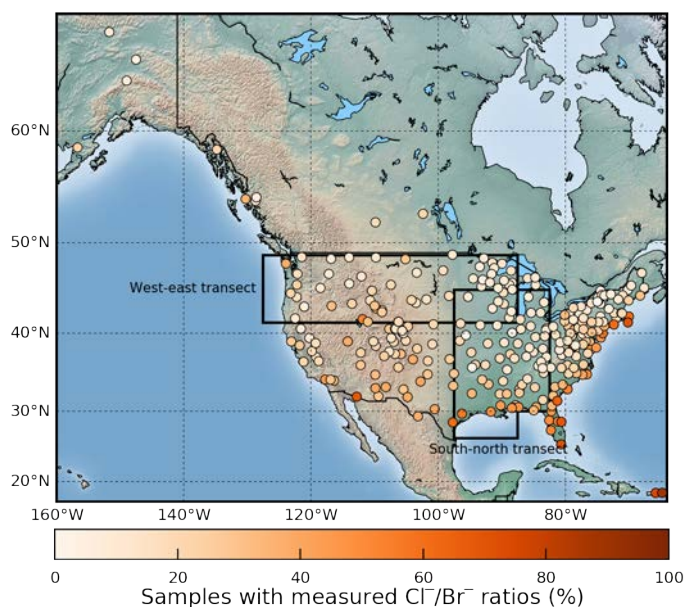 60°N
50°N
West-east transect
40°N
30°N
South-north transect
20°N
160°W 140°W 120°W 100°W 80°W
0 20 40 60 80 100
Samples with measured Cl⁻/Br⁻ ratios (%)